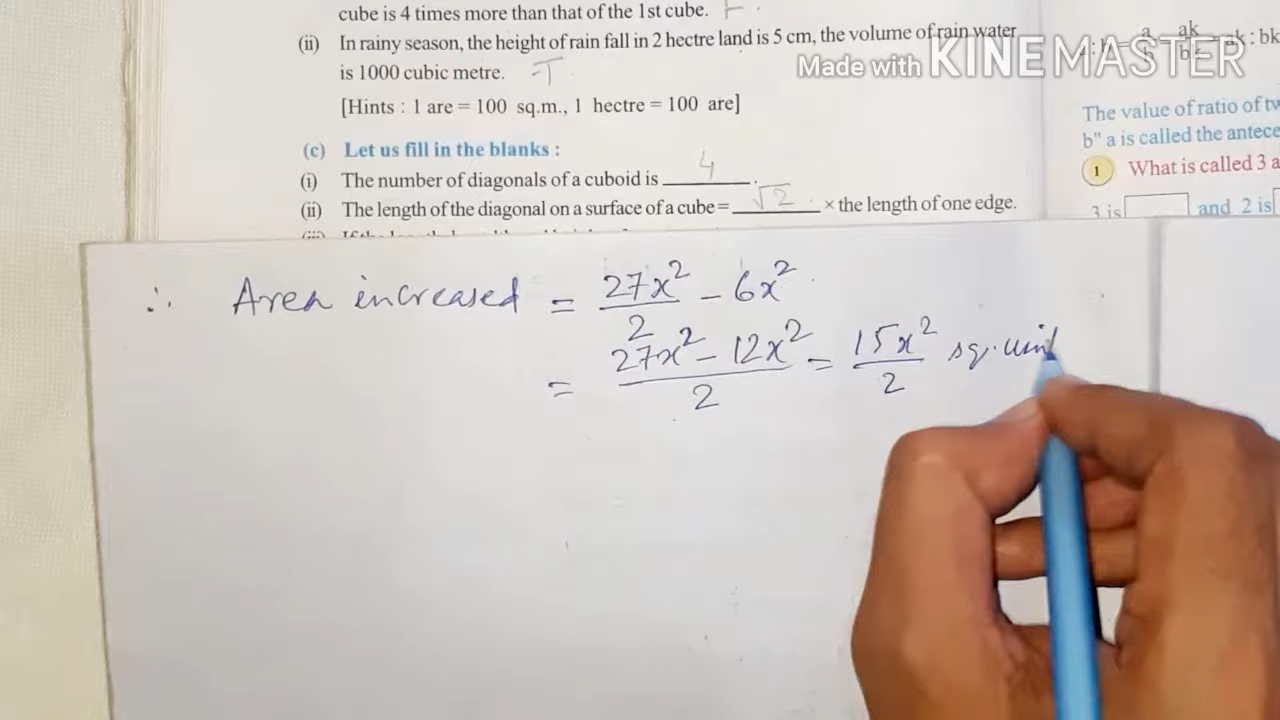 cube is 4 times more than that of the 1st cube. F
(ii) In rainy season, the height of rain fall in 2 hectre land is 5 cm, the volume of rain water
is 1000 cubic metre. -T
[Hints : 1 are = 100 sq.m., 1 hectre = 100 are]
(c) Let us fill in the blanks :
(i) The number of diagonals of a cuboid is 4.
(ii) The length of the diagonal on a surface of a cube= √2 × the length of one edge.
Made with KINEMASTER
ak : bk
The value of ratio of
b" a is called the
1 What is called 3 a
3 is and 2 is
∴ Area increased = 27x²/2 - 6x²
= (27x² - 12x²)/2 = 15x²/2 sq. unit